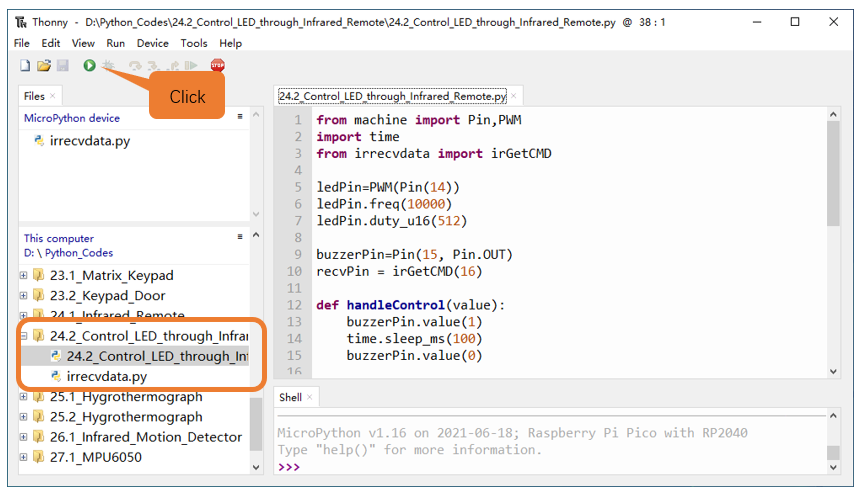 Thonny - D:\Python_Codes\24.2_Control_LED_through_Infrared_Remote\24.2_Control_LED_through_Infrared_Remote.py @ 38 : 1
File Edit View Run Device Tools Help
STOP
Click
Files
MicroPython device
irrecvdata.py
This computer
D: \ Python_Codes
23.1_Matrix_Keypad
23.2_Keypad_Door
24.1_Infrared_Remote
24.2_Control_LED_through_Infrar
24.2_Control_LED_through_In
irrecvdata.py
25.1_Hygrothermograph
25.2_Hygrothermograph
26.1_Infrared_Motion_Detector
27.1_MPU6050
24.2_Control_LED_through_Infrared_Remote.py
1 from machine import Pin,PWM
2 import time
3 from irrecvdata import irGetCMD
4
5 ledPin=PWM(Pin(14))
6 ledPin.freq(10000)
7 ledPin.duty_u16(512)
8
9 buzzerPin=Pin(15, Pin.OUT)
10 recvPin = irGetCMD(16)
11
12 def handleControl(value):
13 buzzerPin.value(1)
14 time.sleep_ms(100)
15 buzzerPin.value(0)
16
Shell
MicroPython v1.16 on 2021-06-18; Raspberry Pi Pico with RP2040
Type "help()" for more information.
>>>